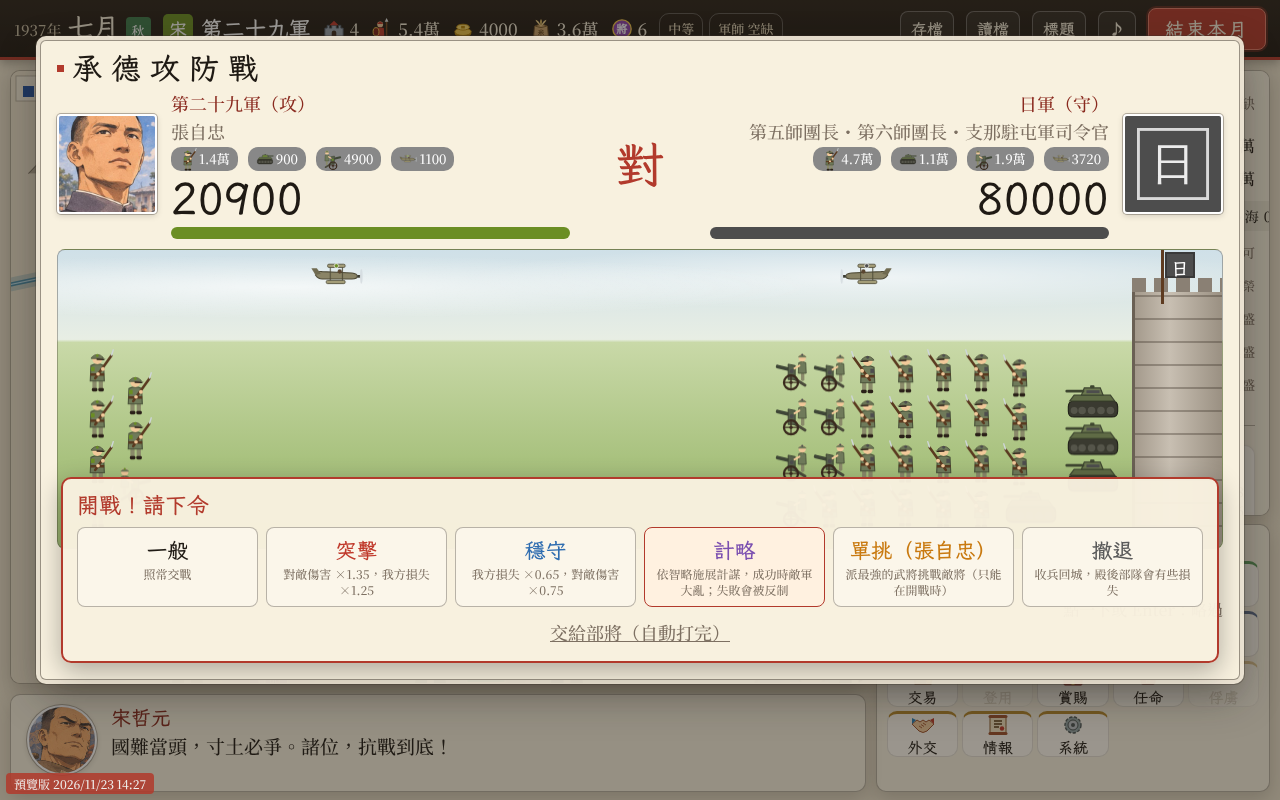 1937年 七月 秋 宋 第二十九軍 4 5.4萬 4000 3.6萬 將 6 中等 軍師 空缺 存檔 讀檔 標題 ♪ 結束本月
承德攻防戰
第二十九軍（攻）
張自忠
1.4萬 900 4900 1100
20900
對
日軍（守）
第五師團長・第六師團長・支那駐屯軍司令官
4.7萬 1.1萬 1.9萬 3720
80000
日
日
開戰！請下令
一般
照常交戰
突擊
對敵傷害 ×1.35，我方損失
×1.25
穩守
我方損失 ×0.65，對敵傷害
×0.75
計略
依智略施展計謀，成功時敵軍
大亂；失敗會被反制
單挑（張自忠）
派最強的武將挑戰敵將（只能
在開戰時）
撤退
收兵回城，殿後部隊會有些損
失
交給部將（自動打完）
宋哲元
國難當頭，寸土必爭。諸位，抗戰到底！
交易 登用 賞賜 任命 俘虜
外交 情報 系統
預覽版 2026/11/23 14:27